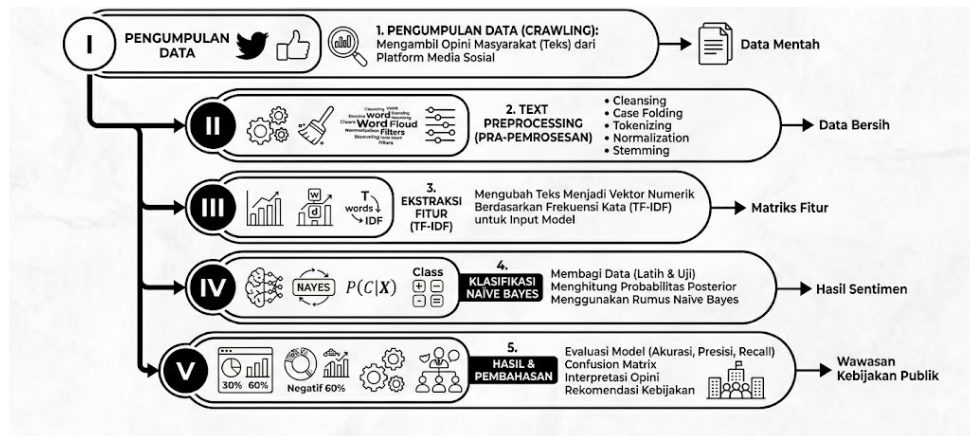 I
PENGUMPULAN
DATA
1. PENGUMPULAN DATA (CRAWLING):
Mengambil Opini Masyarakat (Teks) dari
Platform Media Sosial
Data Mentah
II
word
Word Floud
Normalization Filters
Filters
2. TEXT
PREPROCESSING
(PRA-PEMROSESAN)
• Cleansing
• Case Folding
• Tokenizing
• Normalization
• Stemming
Data Bersih
III
W
d
T
words
IDF
3.
EKSTRAKSI
FITUR
(TF-IDF)
Mengubah Teks Menjadi Vektor Numerik
Berdasarkan Frekuensi Kata (TF-IDF)
untuk Input Model
Matriks Fitur
IV
NAYES
P(C|X)
Class
+ −
- =
4.
KLASIFIKASI
NAÏVE BAYES
Membagi Data (Latih & Uji)
Menghitung Probabilitas Posterior
Menggunakan Rumus Naïve Bayes
Hasil Sentimen
V
30% 60%
Negatif 60%
5.
HASIL &
PEMBAHASAN
Evaluasi Model (Akurasi, Presisi, Recall)
Confusion Matrix
Interpretasi Opini
Rekomendasi Kebijakan
Wawasan
Kebijakan Publik